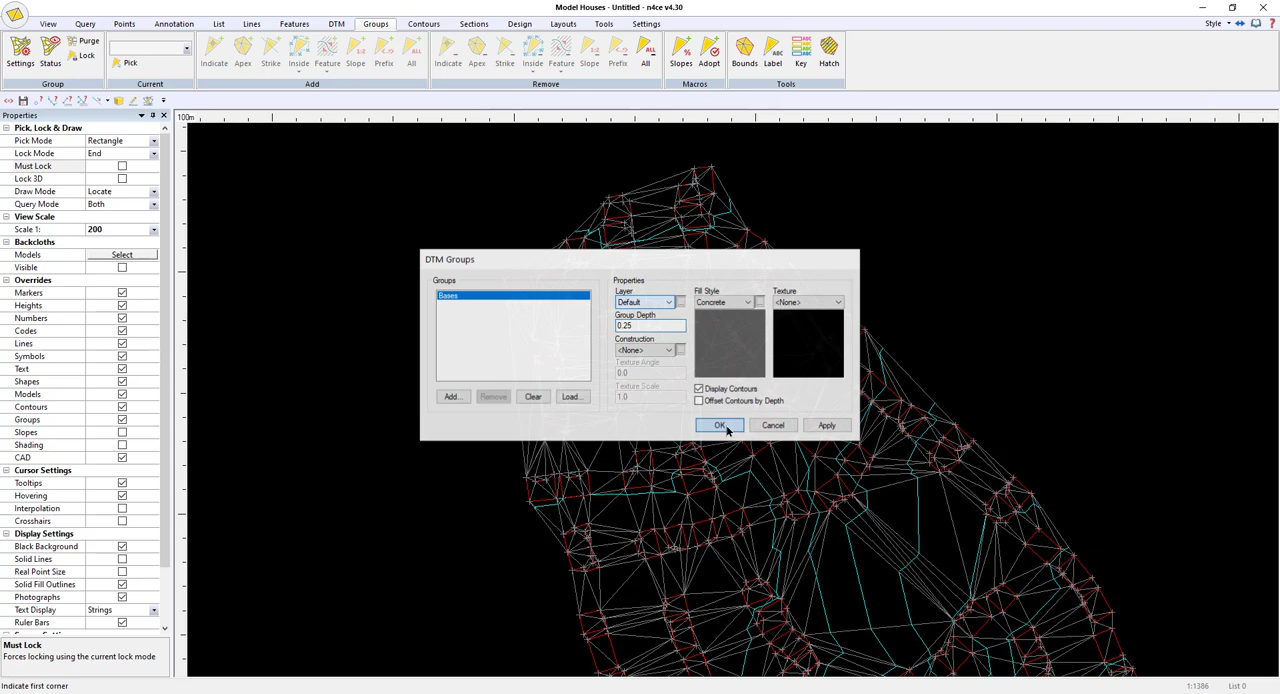 Model Houses - Untitled - n4ce v4.30
View Query Points Annotation List Lines Features DTM Groups Contours Sections Design Layouts Tools Settings
Style
Settings Status Purge Lock
Pick
Indicate Apex Strike Inside Feature Slope Prefix All
Indicate Apex Strike Inside Feature Slope Prefix All
Slopes Adopt
Bounds Label Key Hatch
Group Current Add Remove Macros Tools
Properties
100m
Pick, Lock & Draw
Pick Mode Rectangle
Lock Mode End
Must Lock
Lock 3D
Draw Mode Locate
Query Mode Both
View Scale
Scale 1: 200
Backcloths
Models Select
Visible
Overrides
Markers
Heights
Numbers
Codes
Lines
Symbols
Text
Shapes
Models
Contours
Groups
Slopes
Shading
CAD
Cursor Settings
Tooltips
Hovering
Interpolation
Crosshairs
Display Settings
Black Background
Solid Lines
Real Point Size
Solid Fill Outlines
Photographs
Text Display Strings
Ruler Bars
Must Lock
Forces locking using the current lock mode
DTM Groups
Groups
Bases
Add... Remove Clear Load...
Properties
Layer
Default
Group Depth
0.25
Construction
<None>
Texture Angle
0.0
Texture Scale
1.0
Fill Style
Concrete
Texture
<None>
Display Contours
Offset Contours by Depth
OK Cancel Apply
Indicate first corner
1:1386 List 0